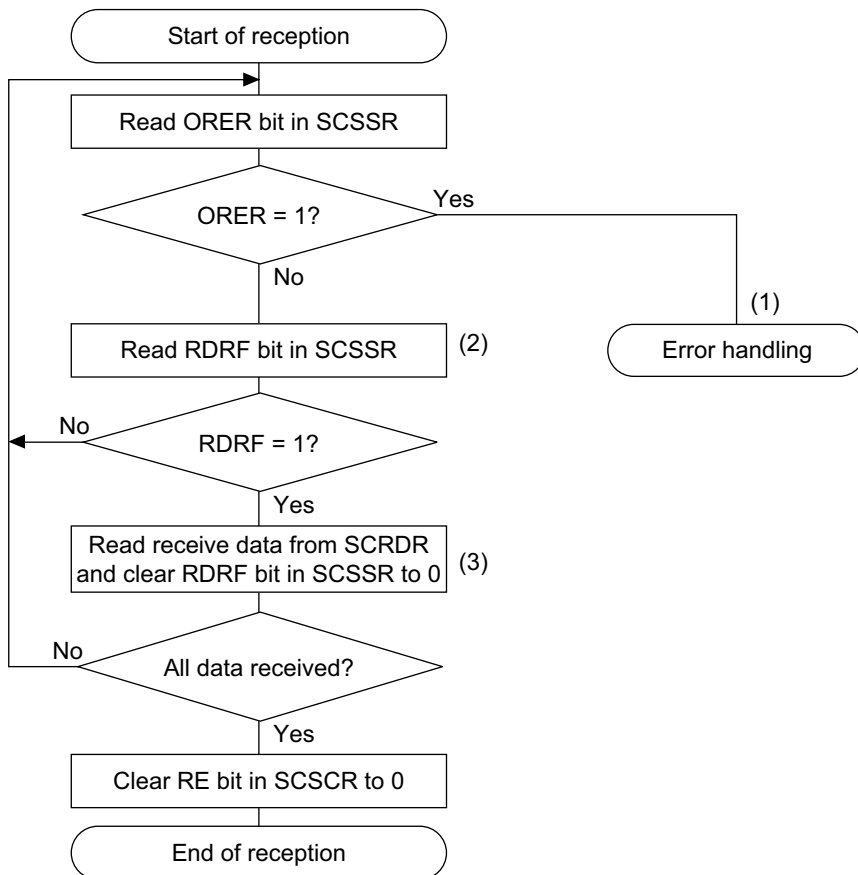 Start of reception
Read ORER bit in SCSSR
ORER = 1?
Yes
No
(1)
Error handling
Read RDRF bit in SCSSR
(2)
No
RDRF = 1?
Yes
Read receive data from SCRDR
and clear RDRF bit in SCSSR to 0
(3)
No
All data received?
Yes
Clear RE bit in SCSCR to 0
End of reception